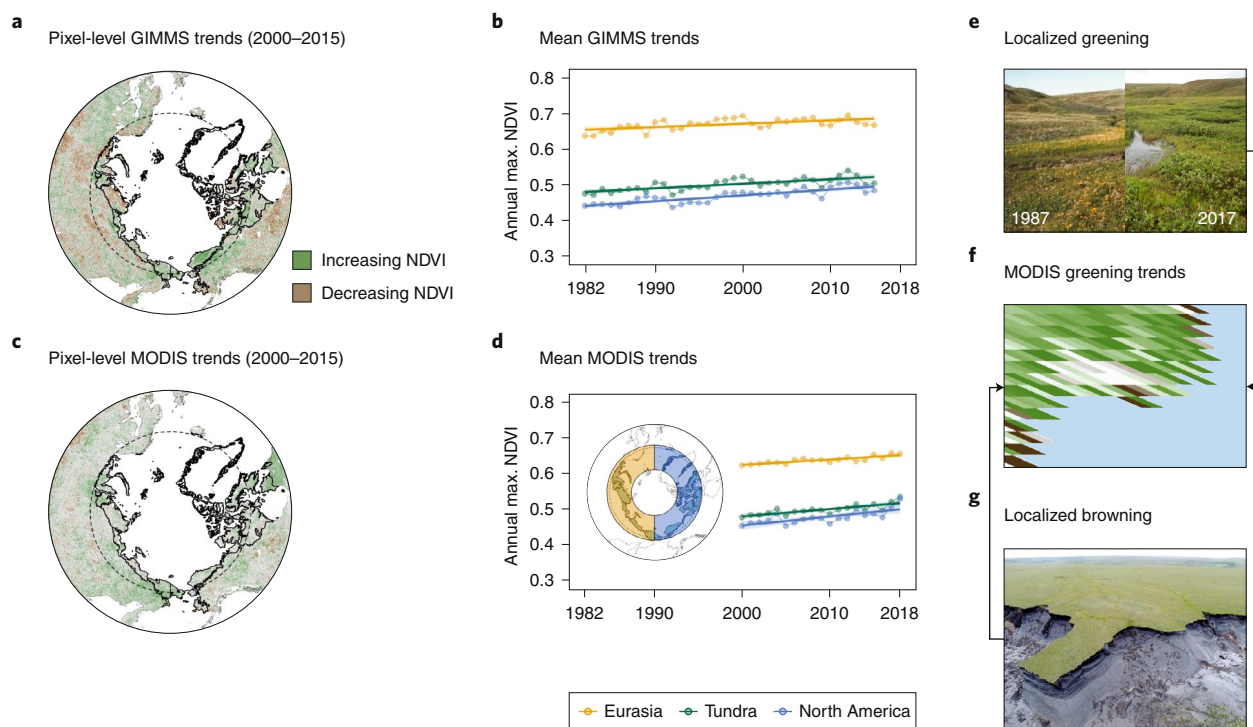 a
Pixel-level GIMMS trends (2000–2015)
Increasing NDVI
Decreasing NDVI
b
Mean GIMMS trends
Annual max. NDVI
0.8
0.7
0.6
0.5
0.4
0.3
1982
1990
2000
2010
2018
c
Pixel-level MODIS trends (2000–2015)
d
Mean MODIS trends
Annual max. NDVI
0.8
0.7
0.6
0.5
0.4
0.3
1982
1990
2000
2010
2018
Eurasia
Tundra
North America
e
Localized greening
1987
2017
f
MODIS greening trends
g
Localized browning